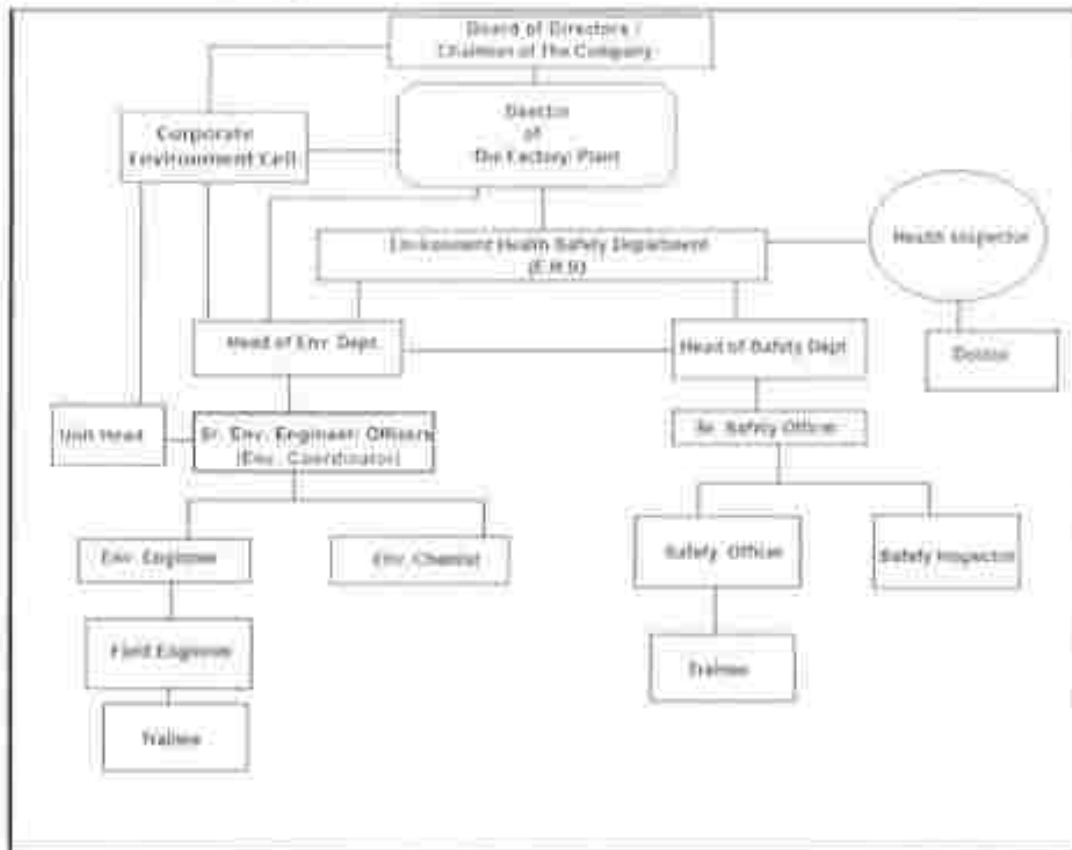 Board of Directors /
Chairman of the Company
Director
of
The Factory/ Plant
Corporate
Environment Cell
Health Inspector
Environment Health Safety Department
(E.H.S)
Head of Env. Dept.
Head of Safety Dept
Doctor
Unit Head
Sr. Env. Engineer/ Officers
(Env. Coordinator)
Sr. Safety Officer
Env. Engineer
Env. Chemist
Safety Officer
Safety Inspector
Field Engineer
Trainee
Trainee